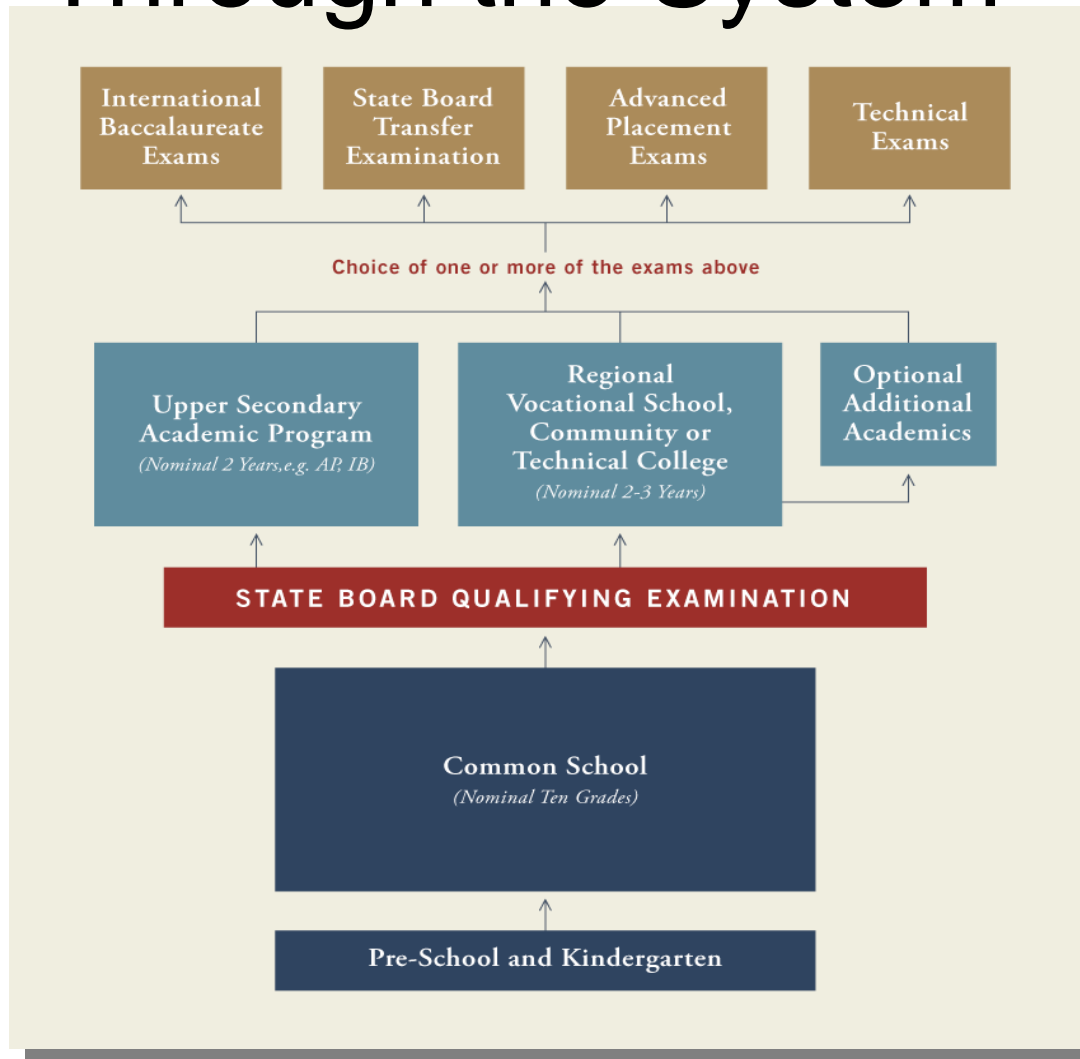 Through the System
International
Baccalaureate
Exams
State Board
Transfer
Examination
Advanced
Placement
Exams
Technical
Exams
Choice of one or more of the exams above
Upper Secondary
Academic Program
(Nominal 2 Years,e.g. AP, IB)
Regional
Vocational School,
Community or
Technical College
(Nominal 2-3 Years)
Optional
Additional
Academics
STATE BOARD QUALIFYING EXAMINATION
Common School
(Nominal Ten Grades)
Pre-School and Kindergarten